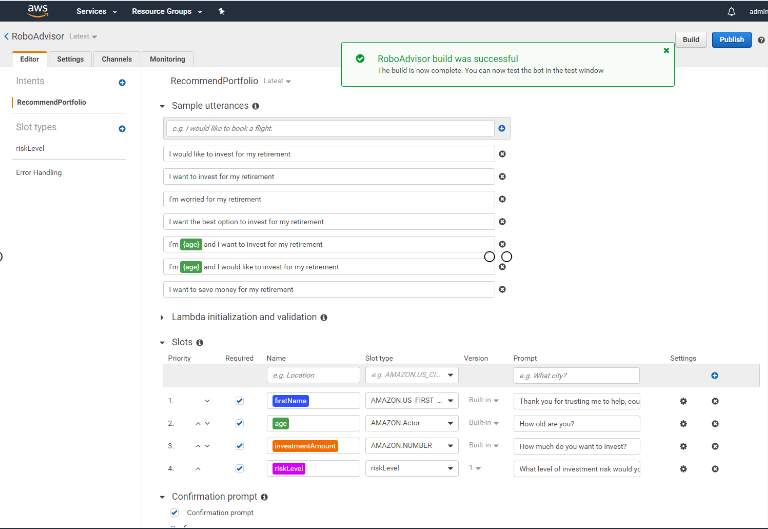 aws
Services
Resource Groups
admin
RoboAdvisor Latest
Build
Publish
RoboAdvisor build was successful
The build is now complete. You can now test the bot in the test window
Editor
Settings
Channels
Monitoring
Intents
RecommendPortfolio
Slot types
riskLevel
Error Handling
RecommendPortfolio Latest
Sample utterances
e.g. I would like to book a flight.
I would like to invest for my retirement
I want to invest for my retirement
I'm worried for my retirement
I want the best option to invest for my retirement
I'm {age} and I want to invest for my retirement
I'm {age} and I would like to invest for my retirement
I want to save money for my retirement
Lambda initialization and validation
Slots
Priority Required Name Slot type Version Prompt Settings
e.g. Location e.g. AMAZON.US_CI... e.g. What city?
1. firstName AMAZON.US_FIRST_... Built-in Thank you for trusting me to help, cou
2. age AMAZON.Actor Built-in How old are you?
3. investmentAmount AMAZON.NUMBER Built-in How much do you want to invest?
4. riskLevel riskLevel 1 What level of investment risk would yo
Confirmation prompt
Confirmation prompt